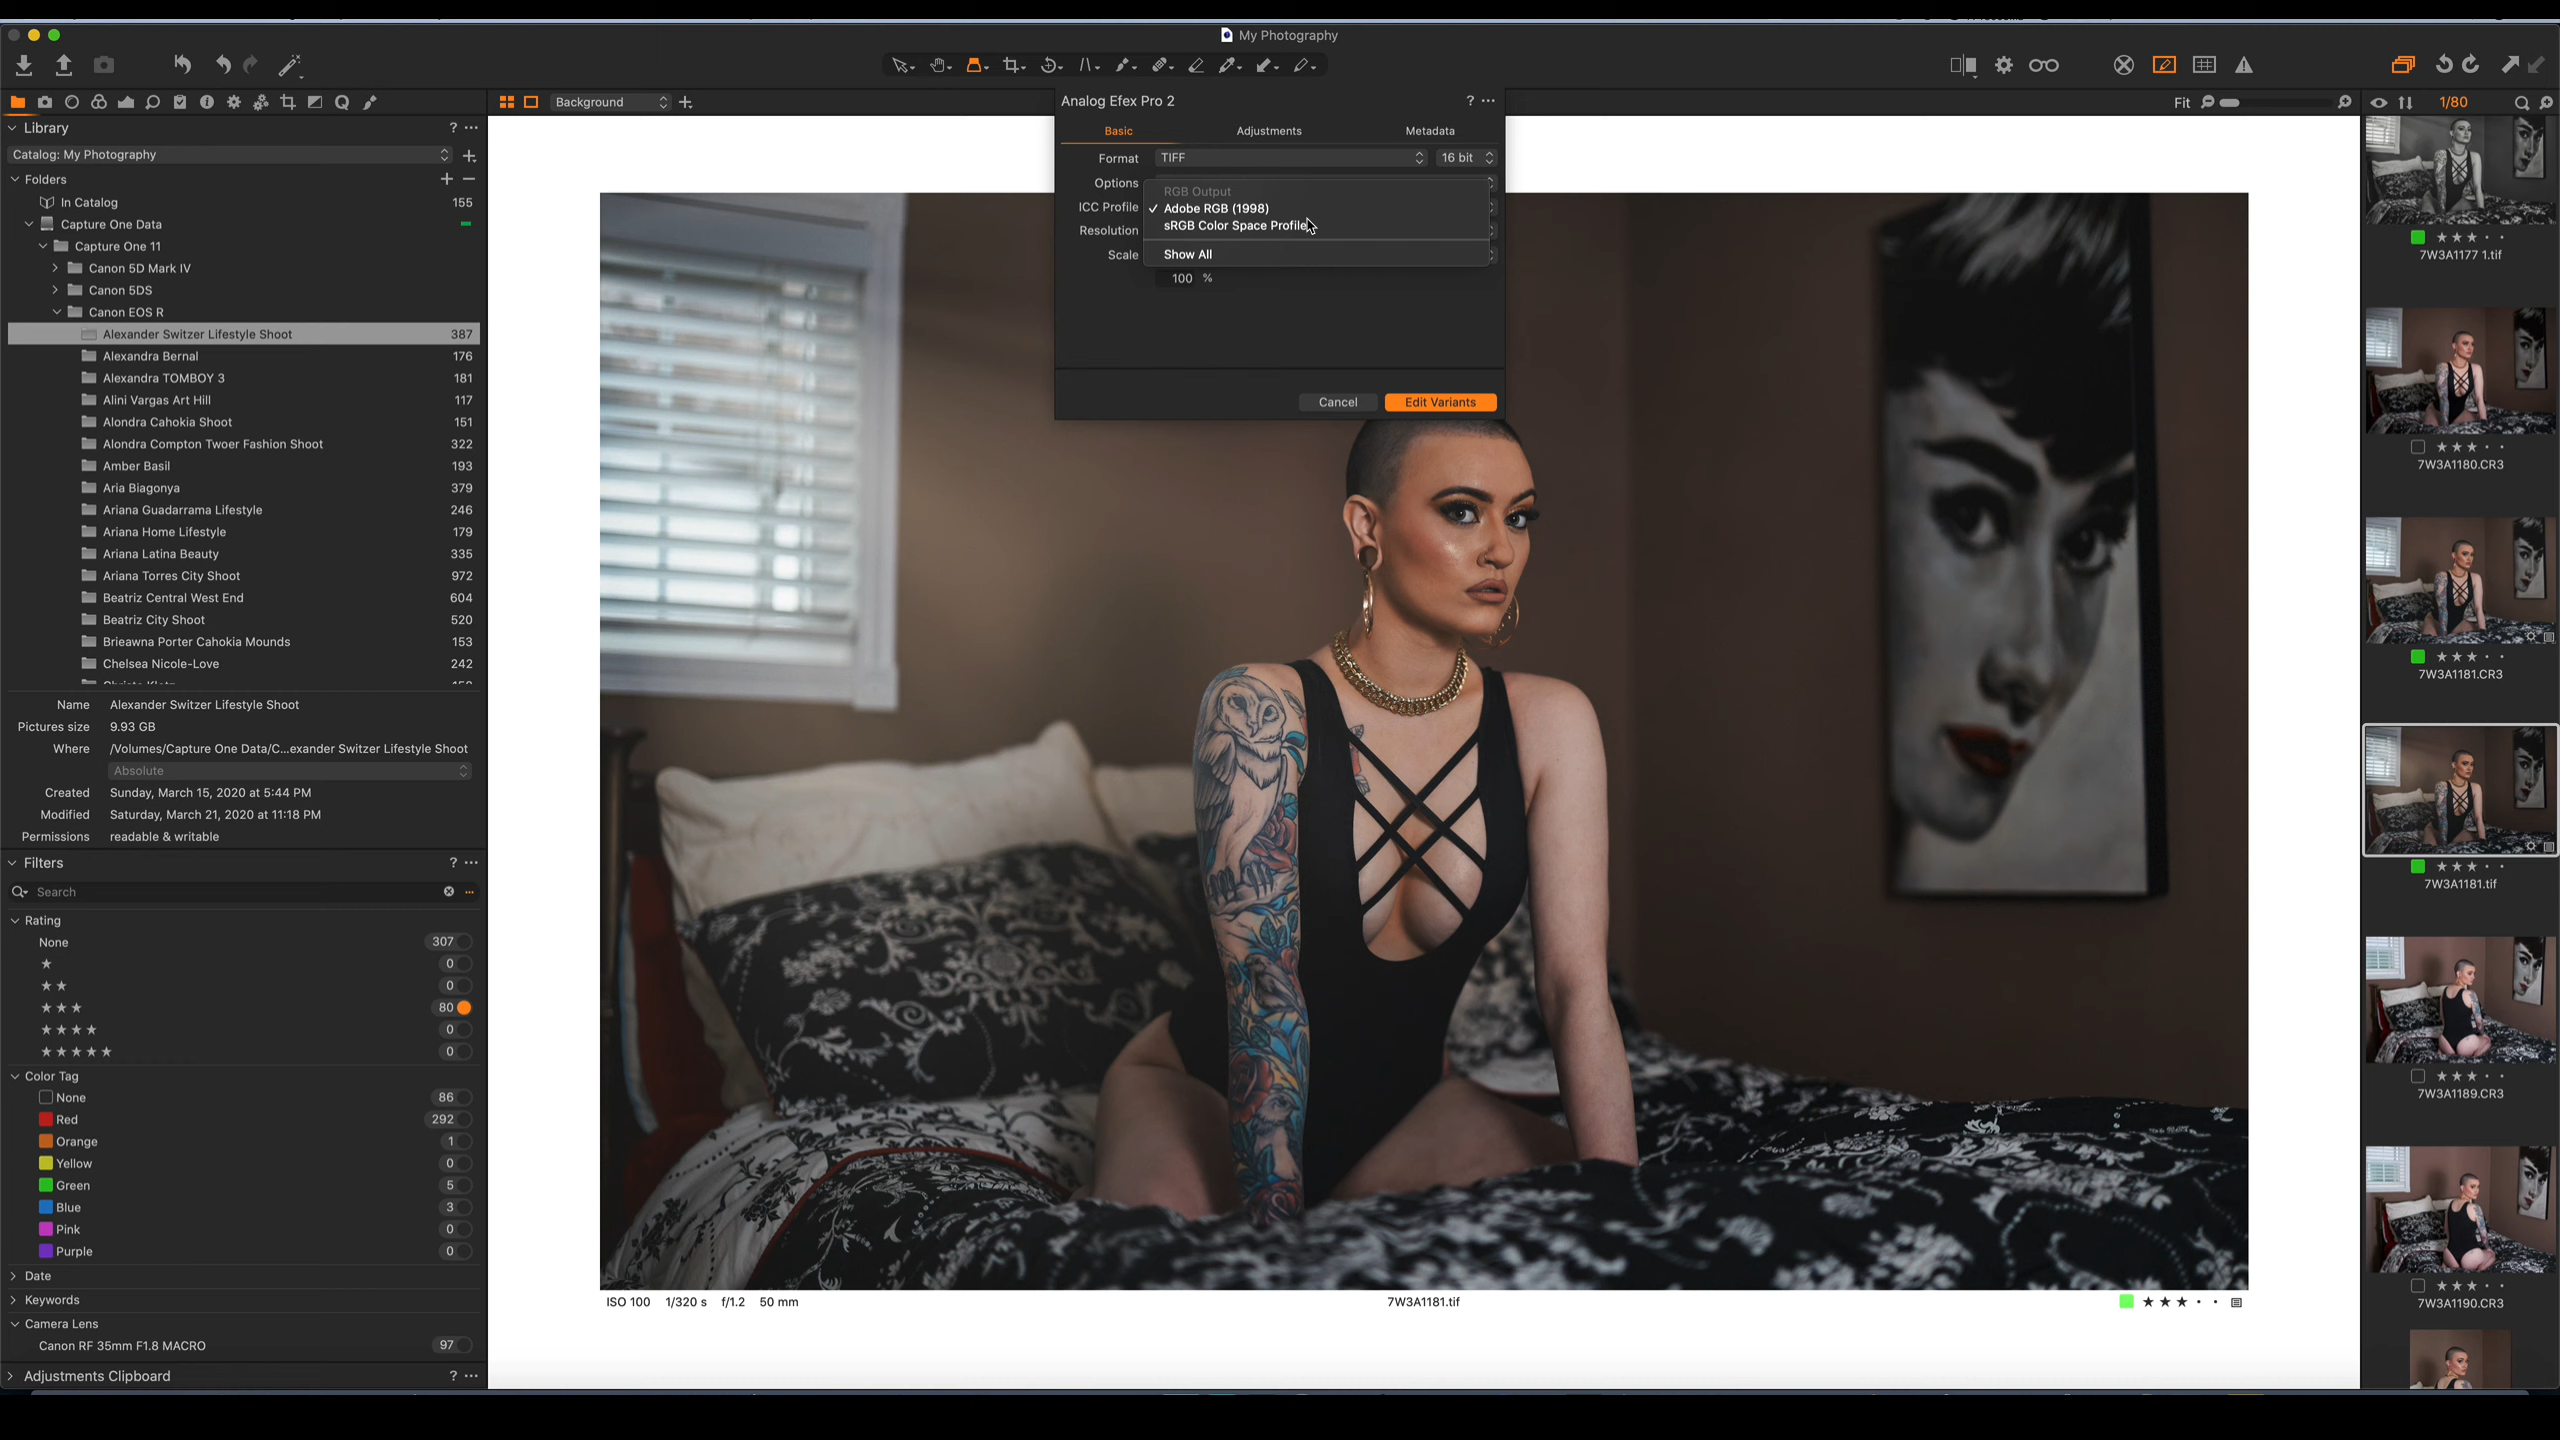 My Photography
Background
Fit
1/80
Library
Catalog: My Photography
Folders
In Catalog 155
Capture One Data
Capture One 11
Canon 5D Mark IV
Canon 5DS
Canon EOS R
Alexander Switzer Lifestyle Shoot 387
Alexandra Bernal 176
Alexandra TOMBOY 3 181
Alini Vargas Art Hill 117
Alondra Cahokia Shoot 151
Alondra Compton Twoer Fashion Shoot 322
Amber Basil 193
Aria Biagonya 379
Ariana Guadarrama Lifestyle 246
Ariana Home Lifestyle 179
Ariana Latina Beauty 335
Ariana Torres City Shoot 972
Beatriz Central West End 604
Beatriz City Shoot 520
Brieawna Porter Cahokia Mounds 153
Chelsea Nicole-Love 242
Name Alexander Switzer Lifestyle Shoot
Pictures size 9.93 GB
Where /Volumes/Capture One Data/C...exander Switzer Lifestyle Shoot
Absolute
Created Sunday, March 15, 2020 at 5:44 PM
Modified Saturday, March 21, 2020 at 11:18 PM
Permissions readable & writable
Filters
Search
Rating
None 307
★ 0
★★ 0
★★★ 80
★★★★ 0
★★★★★ 0
Color Tag
None 86
Red 292
Orange 1
Yellow 0
Green 5
Blue 3
Pink 0
Purple 0
Date
Keywords
Camera Lens
Canon RF 35mm F1.8 MACRO 97
Adjustments Clipboard
Analog Efex Pro 2
Basic Adjustments Metadata
Format TIFF 16 bit
Options
RGB Output
ICC Profile ✓ Adobe RGB (1998)
sRGB Color Space Profile
Resolution
Scale Show All
100 %
Cancel Edit Variants
ISO 100 1/320 s f/1.2 50 mm
7W3A1181.tif
7W3A1177 1.tif
7W3A1180.CR3
7W3A1181.CR3
7W3A1181.tif
7W3A1189.CR3
7W3A1190.CR3